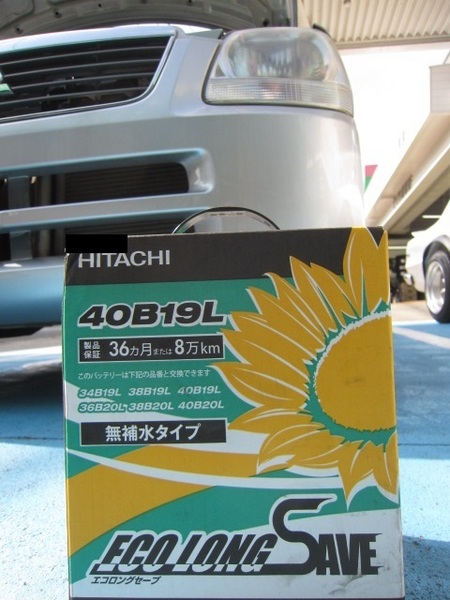 HITACHI
40B19L
製品保証 36カ月または8万km
このバッテリーは下記の品番と交換できます
34B19L 38B19L 40B19L
36B20L 38B20L 40B20L
無補水タイプ
ECO LONG SAVE
エコロングセーブ